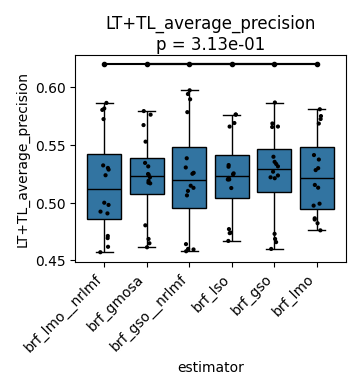 LT+TL_average_precision
p = 3.13e-01
LT+TL_average_precision
0.60
0.55
0.50
0.45
brf_lmo__nrlmf
brf_gmosa
brf_gso__nrlmf
brf_lso
brf_gso
brf_lmo
estimator